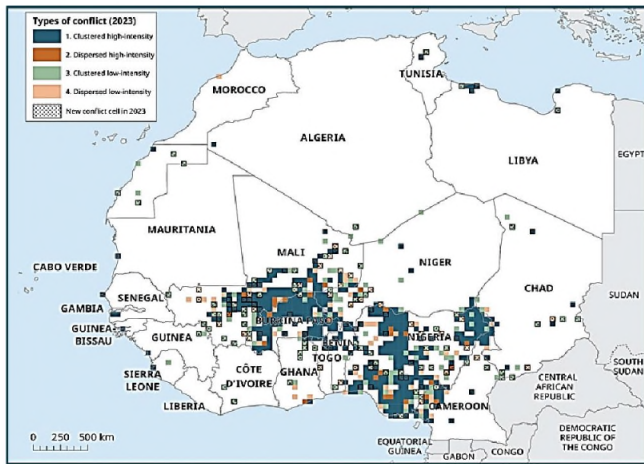 Types of conflict (2023)
1. Clustered high-intensity
2. Dispersed high-intensity
3. Clustered low-intensity
4. Dispersed low-intensity
New conflict cell in 2023
TUNISIA
MOROCCO
ALGERIA
LIBYA
EGYPT
MAURITANIA
MALI
NIGER
CABO VERDE
CHAD
SUDAN
SENEGAL
GAMBIA
BURKINA FASO
GUINEA
BISSAU
GUINEA
BENIN
NIGERIA
TOGO
GHANA
CÔTE
D'IVOIRE
SIERRA
LEONE
LIBERIA
CAMEROON
CENTRAL
AFRICAN
REPUBLIC
SOUTH
SUDAN
EQUATORIAL
GUINEA
GABON
CONGO
DEMOCRATIC
REPUBLIC OF
THE CONGO
0 250 500 km